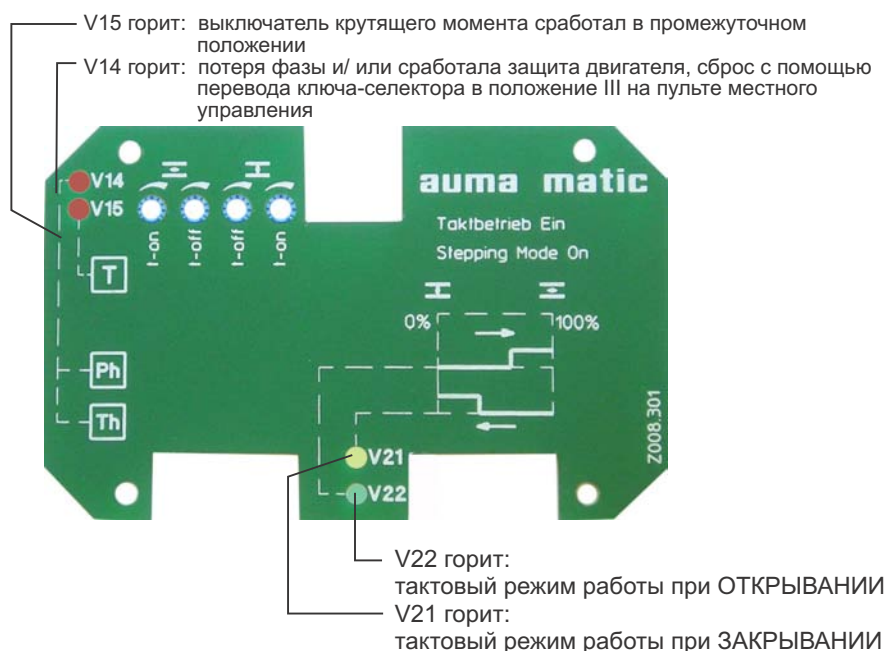 V15 горит: выключатель крутящего момента сработал в промежуточном
положении
V14 горит: потеря фазы и/ или сработала защита двигателя, сброс с помощью
перевода ключа-селектора в положение III на пульте местного
управления
V14
V15
t-on
t-off
t-off
t-on
auma matic
Taktbetrieb Ein
Stepping Mode On
T
0%
100%
Ph
Th
Z008.301
V21
V22
V22 горит:
тактовый режим работы при ОТКРЫВАНИИ
V21 горит:
тактовый режим работы при ЗАКРЫВАНИИ